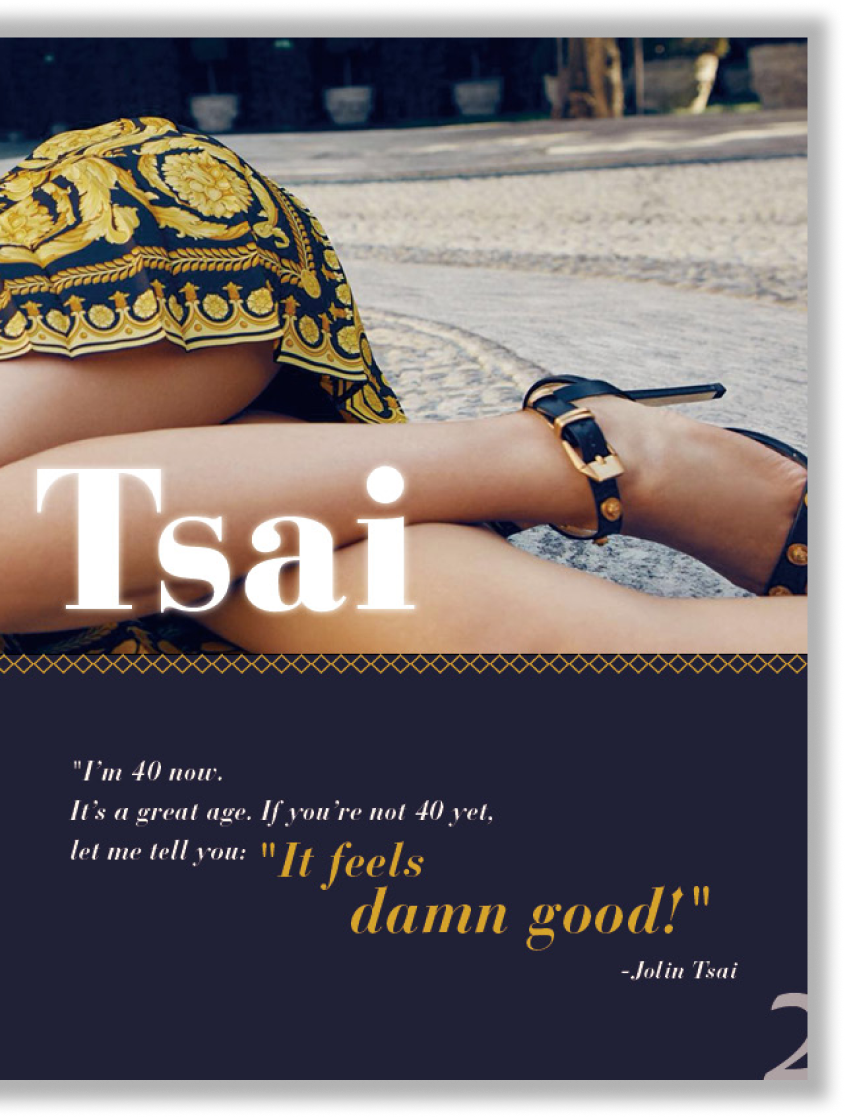 Tsai
"I'm 40 now.
It's a great age. If you're not 40 yet,
let me tell you: "It feels
damn good!"
-Jolin Tsai
2